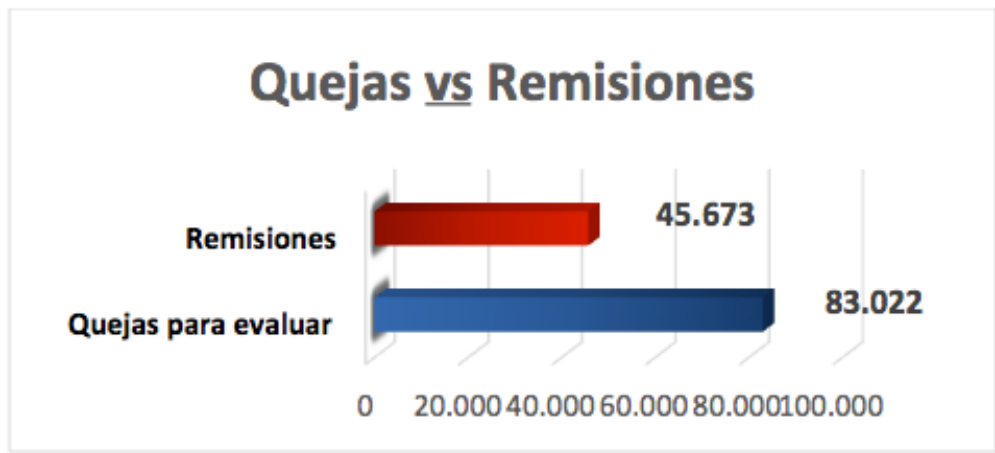 Quejas vs Remisiones
Remisiones
45.673
Quejas para evaluar
83.022
0 20.000 40.000 60.000 80.000 100.000